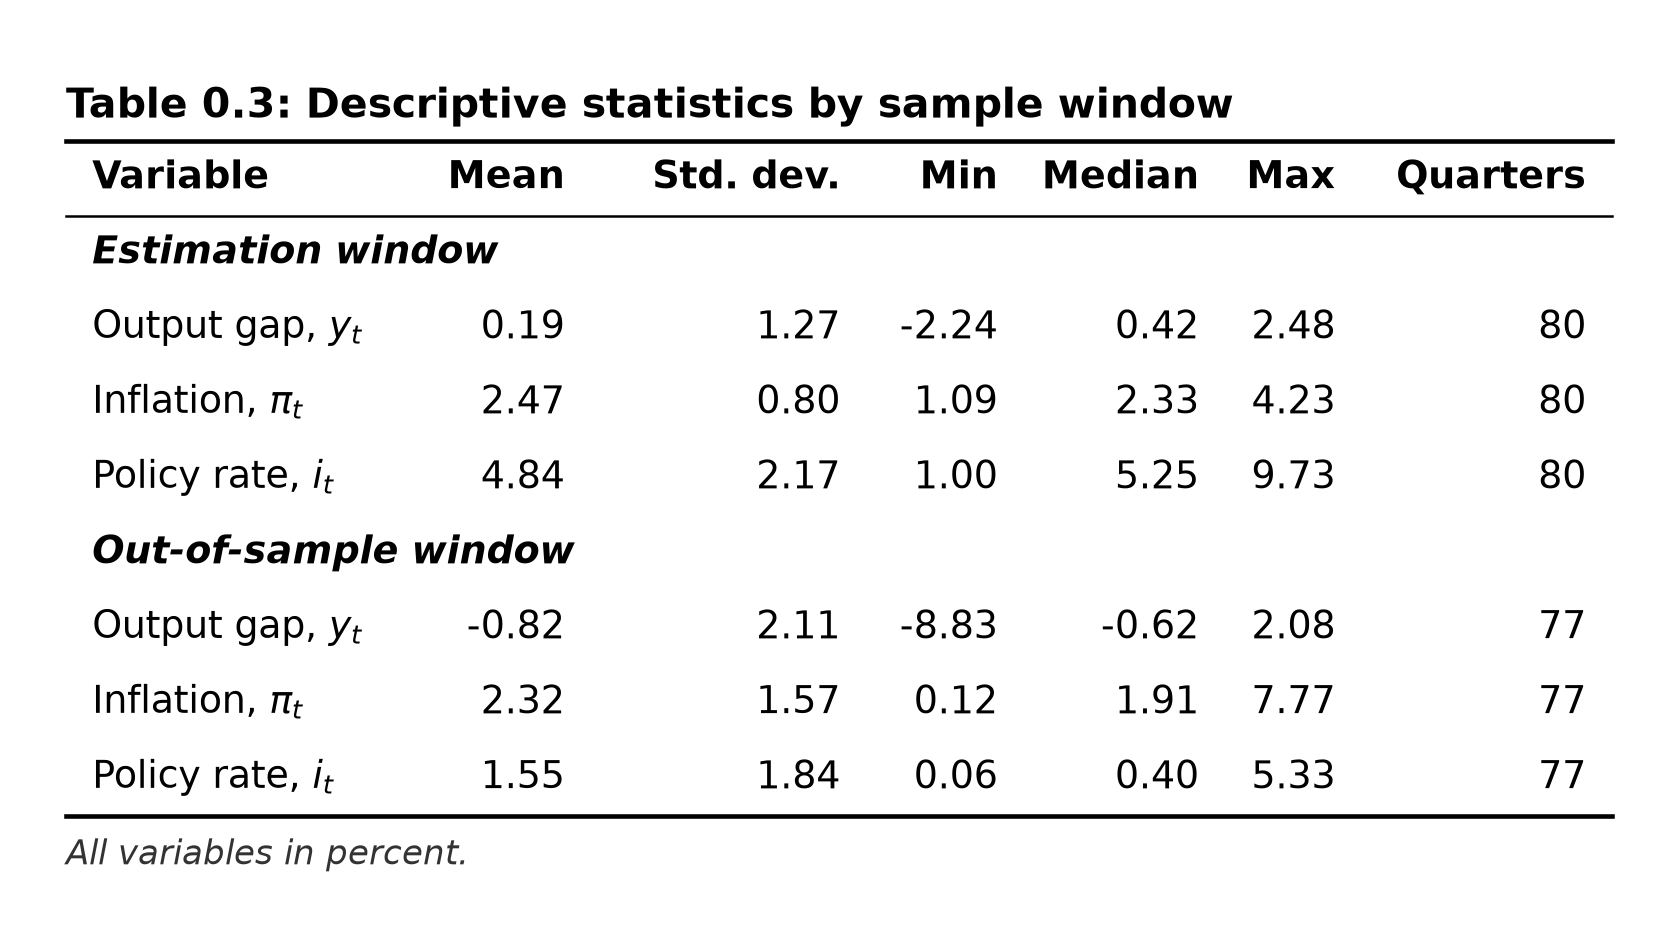 Table 0.3: Descriptive statistics by sample window
Variable Mean Std. dev. Min Median Max Quarters
Estimation window
Output gap, yₜ 0.19 1.27 -2.24 0.42 2.48 80
Inflation, πₜ 2.47 0.80 1.09 2.33 4.23 80
Policy rate, iₜ 4.84 2.17 1.00 5.25 9.73 80
Out-of-sample window
Output gap, yₜ -0.82 2.11 -8.83 -0.62 2.08 77
Inflation, πₜ 2.32 1.57 0.12 1.91 7.77 77
Policy rate, iₜ 1.55 1.84 0.06 0.40 5.33 77
All variables in percent.